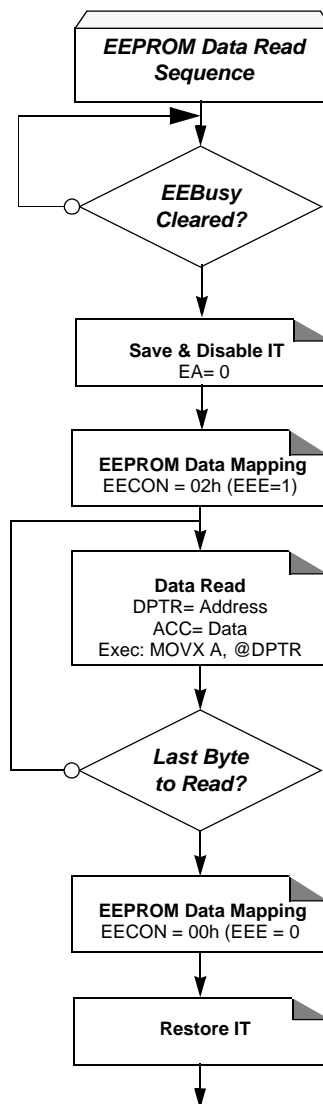 EEPROM Data Read
Sequence
EEBusy
Cleared?
Save & Disable IT
EA= 0
EEPROM Data Mapping
EECON = 02h (EEE=1)
Data Read
DPTR= Address
ACC= Data
Exec: MOVX A, @DPTR
Last Byte
to Read?
EEPROM Data Mapping
EECON = 00h (EEE = 0
Restore IT